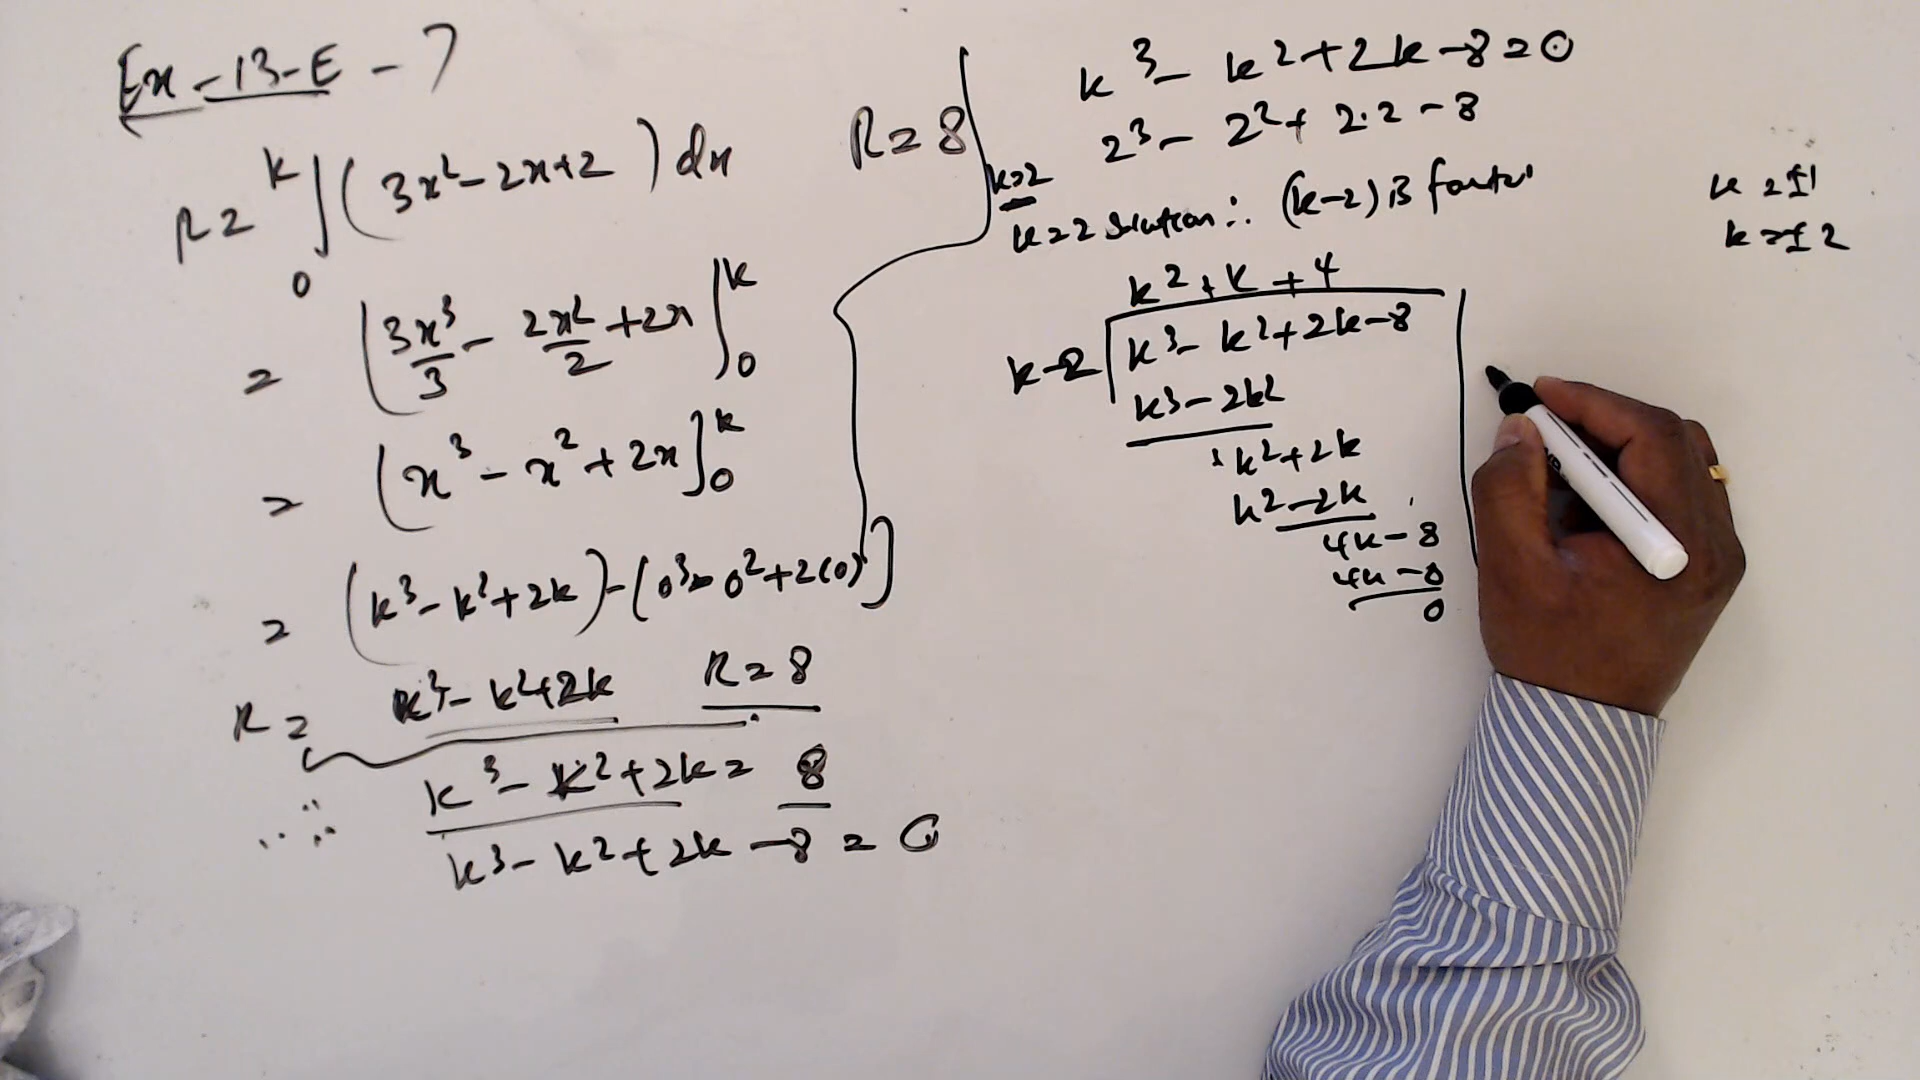 Ex-13-E-7
R = ∫₀ᵏ (3x²-2x+2) dx R = 8
= [3x³/3 - 2x²/2 + 2x]₀ᵏ
= [x³ - x² + 2x]₀ᵏ
= (k³-k²+2k)-(0³-0²+2(0))]
R = k³-k²+2k R = 8
∴ k³-k²+2k = 8
k³-k²+2k-8 = 0
k³-k²+2k-8=0
2³-2²+2.2-8
k=2
k=2 solution ∴ (k-2) is factor
k²+k+4
k-2 k³-k²+2k-8
k³-2k²
k²+2k
k²-2k
4k-8
4k-8
0
k=±1
k=±2